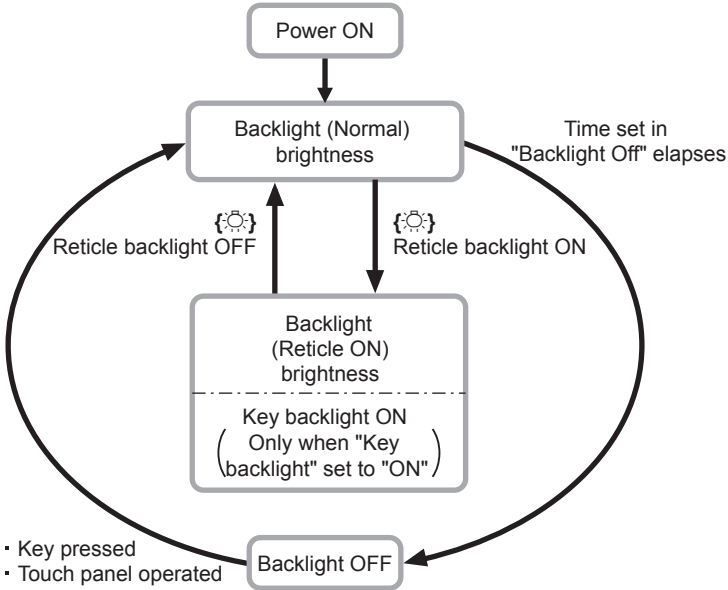 Power ON
Backlight (Normal)
brightness
Time set in
"Backlight Off" elapses
{☼}
Reticle backlight OFF
{☼}
Reticle backlight ON
Backlight
(Reticle ON)
brightness
Key backlight ON
(Only when "Key
backlight" set to "ON")
· Key pressed
· Touch panel operated
Backlight OFF